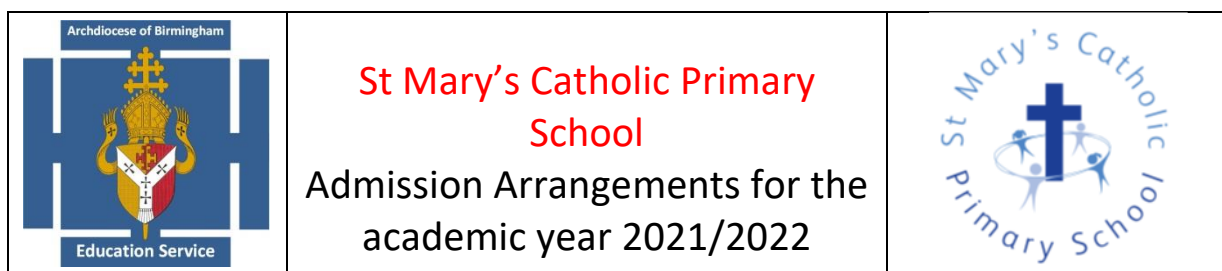 Archdiocese of Birmingham
Education Service
St Mary's Catholic Primary
School
Admission Arrangements for the
academic year 2021/2022
St Mary's Catholic
Primary School